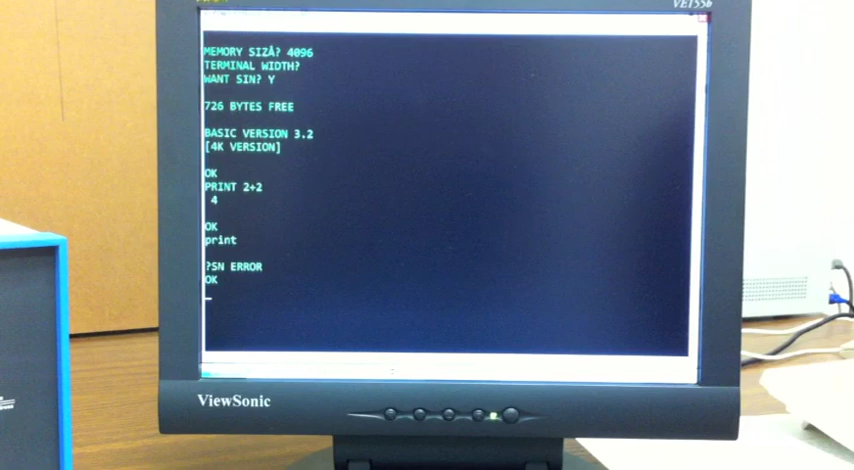 VE155b
MEMORY SIZÂ? 4096
TERMINAL WIDTH?
WANT SIN? Y
726 BYTES FREE
BASIC VERSION 3.2
[4K VERSION]
OK
PRINT 2+2
4
OK
print
?SN ERROR
OK
ViewSonic